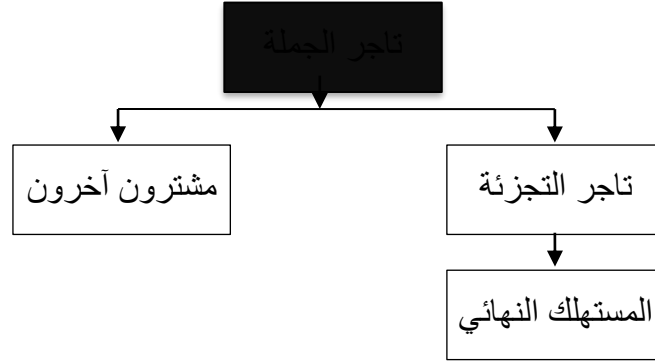 تاجر الجملة
تاجر التجزئة
مشترون آخرون
المستهلك النهائي